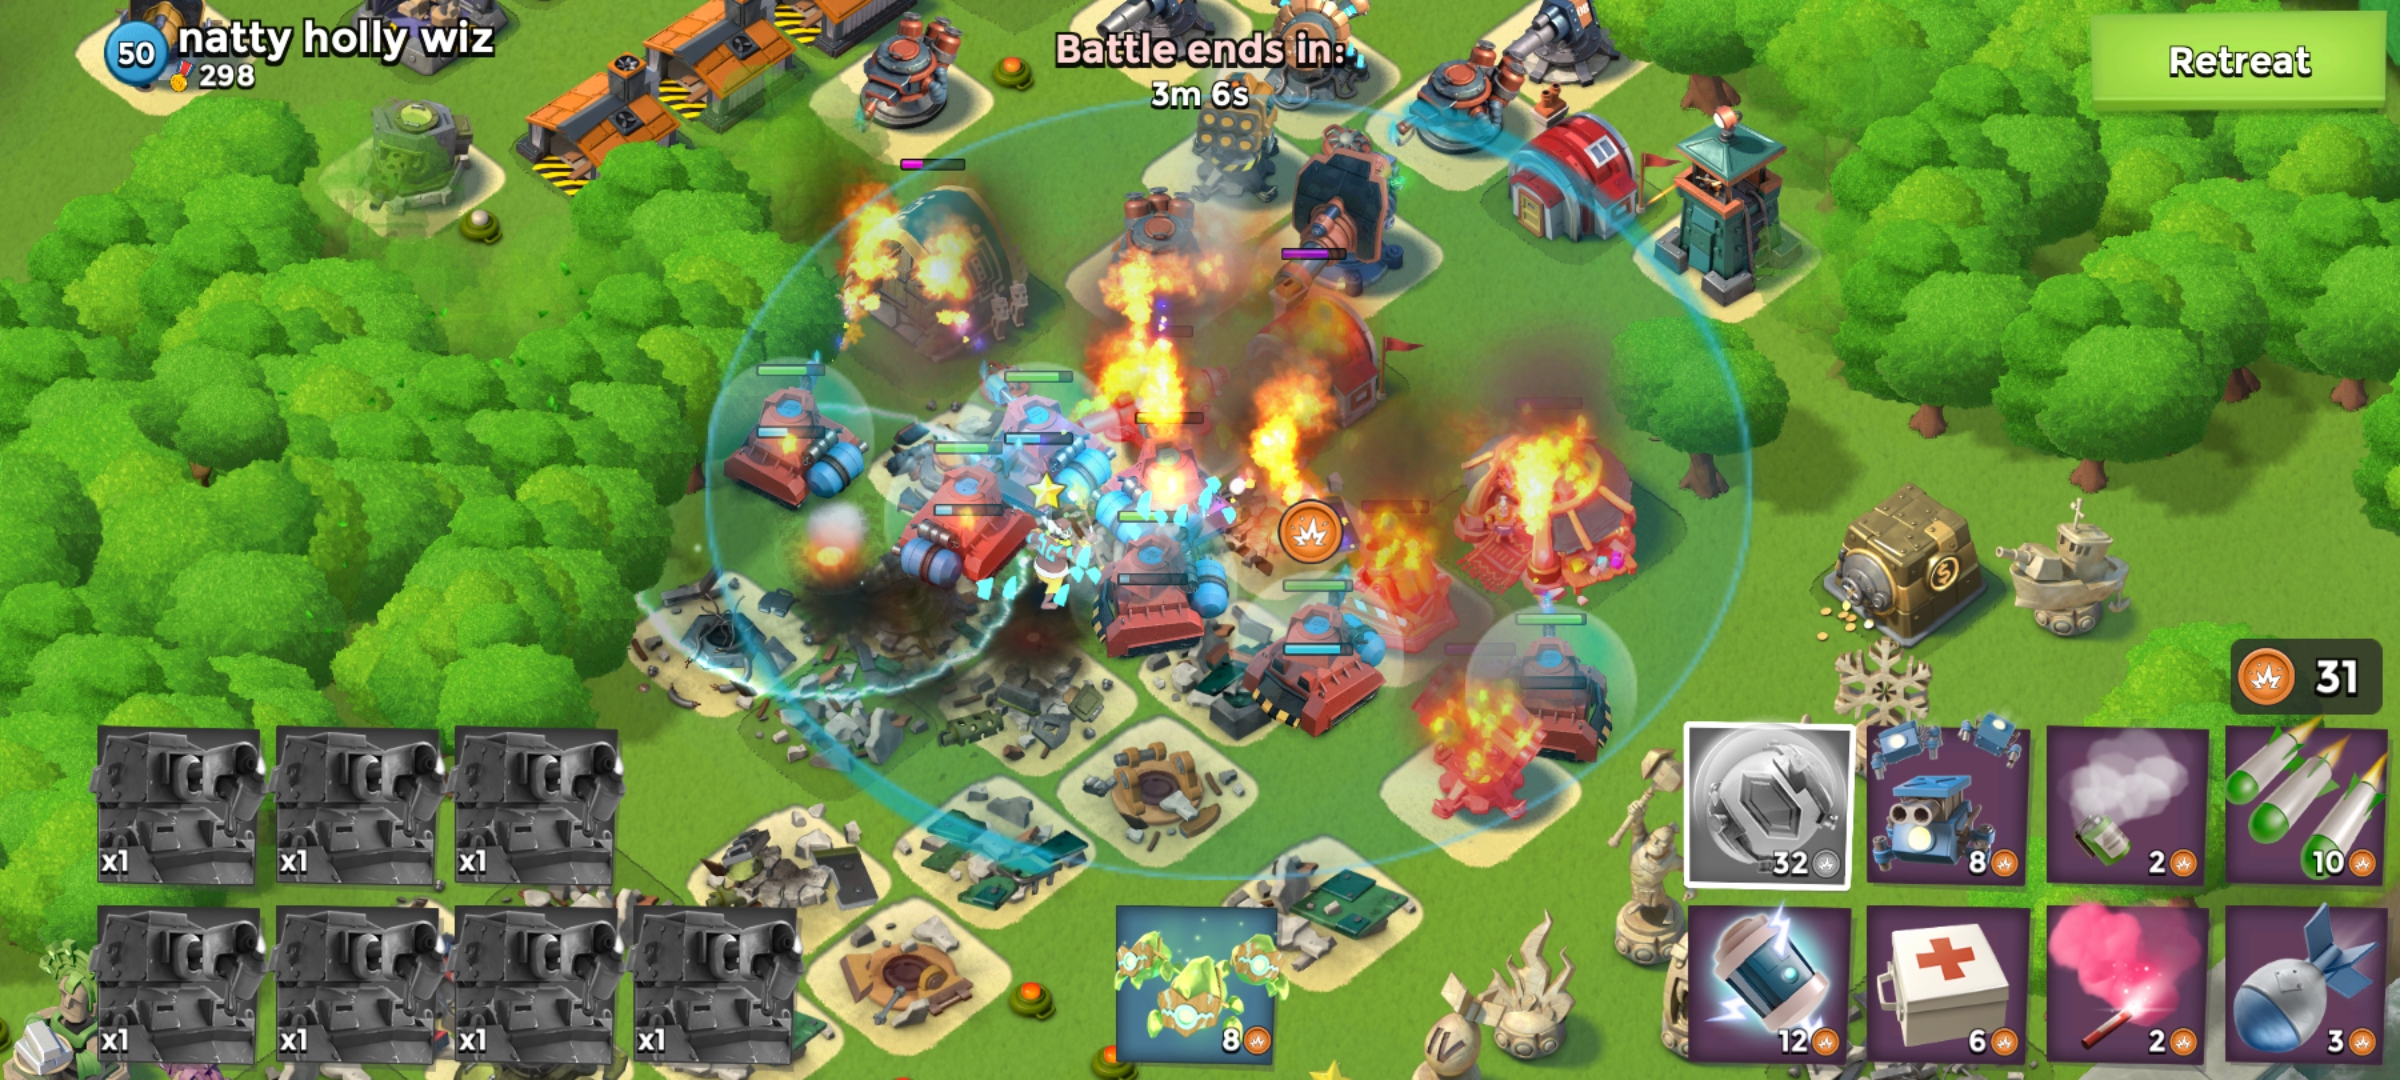 50
natty holly wiz
298
Battle ends in:
3m 6s
Retreat
31
x1
x1
x1
32
8
2
10
x1
x1
x1
x1
8
12
6
2
3
IV